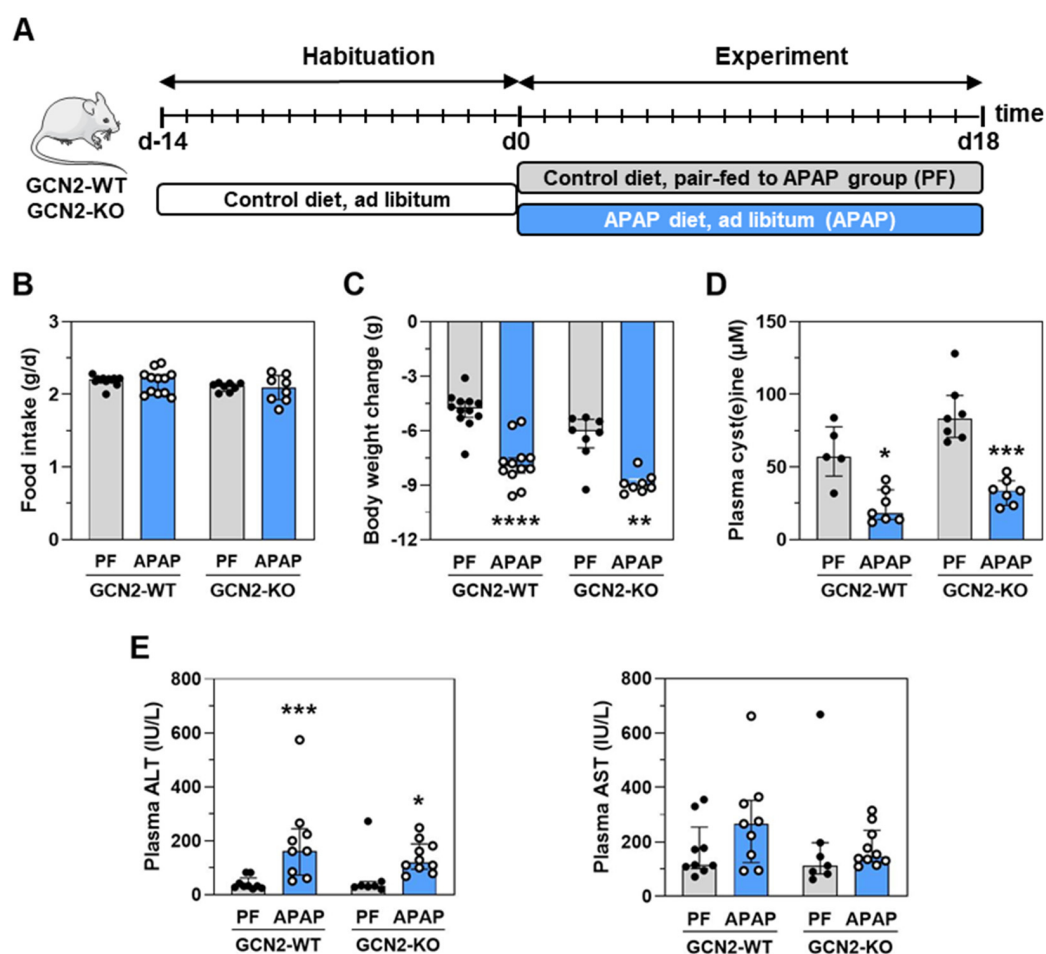 A
Habituation Experiment
time
d-14 d0 d18
GCN2-WT
GCN2-KO
Control diet, ad libitum
Control diet, pair-fed to APAP group (PF)
APAP diet, ad libitum (APAP)
B
Food intake (g/d)
3
2
1
0
PF APAP PF APAP
GCN2-WT GCN2-KO
C
Body weight change (g)
0
-3
-6
-9
-12
**** **
PF APAP PF APAP
GCN2-WT GCN2-KO
D
Plasma cyst(e)ine (µM)
150
100
50
0
* ***
PF APAP PF APAP
GCN2-WT GCN2-KO
E
Plasma ALT (IU/L)
800
600
400
200
0
*** *
PF APAP PF APAP
GCN2-WT GCN2-KO
Plasma AST (IU/L)
800
600
400
200
0
PF APAP PF APAP
GCN2-WT GCN2-KO